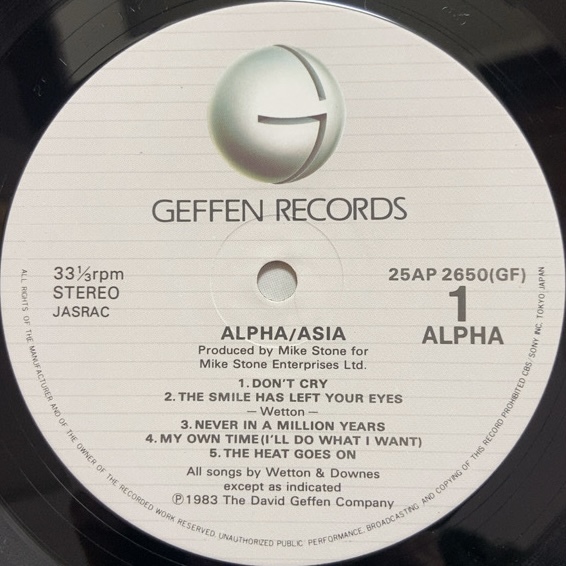 GEFFEN RECORDS
33⅓rpm
STEREO
JASRAC
25AP 2650(GF)
1
ALPHA
ALPHA/ASIA
Produced by Mike Stone for
Mike Stone Enterprises Ltd.
1. DON'T CRY
2. THE SMILE HAS LEFT YOUR EYES
— Wetton —
3. NEVER IN A MILLION YEARS
4. MY OWN TIME (I'LL DO WHAT I WANT)
5. THE HEAT GOES ON
All songs by Wetton & Downes
except as indicated
Ⓟ1983 The David Geffen Company
ALL RIGHTS OF THE MANUFACTURER AND OF THE OWNER OF THE RECORDED WORK RESERVED. UNAUTHORIZED PUBLIC PERFORMANCE, BROADCASTING AND COPYING OF THIS RECORD PROHIBITED CBS/SONY INC. TOKYO JAPAN